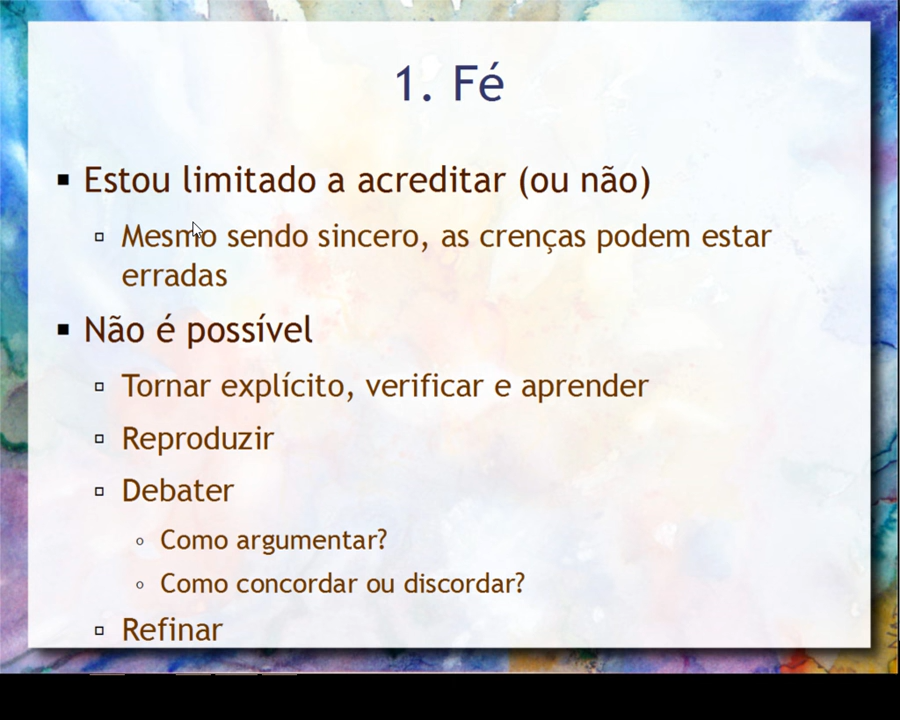 1. Fé
Estou limitado a acreditar (ou não)
Mesmo sendo sincero, as crenças podem estar
erradas
Não é possível
Tornar explícito, verificar e aprender
Reproduzir
Debater
Como argumentar?
Como concordar ou discordar?
Refinar